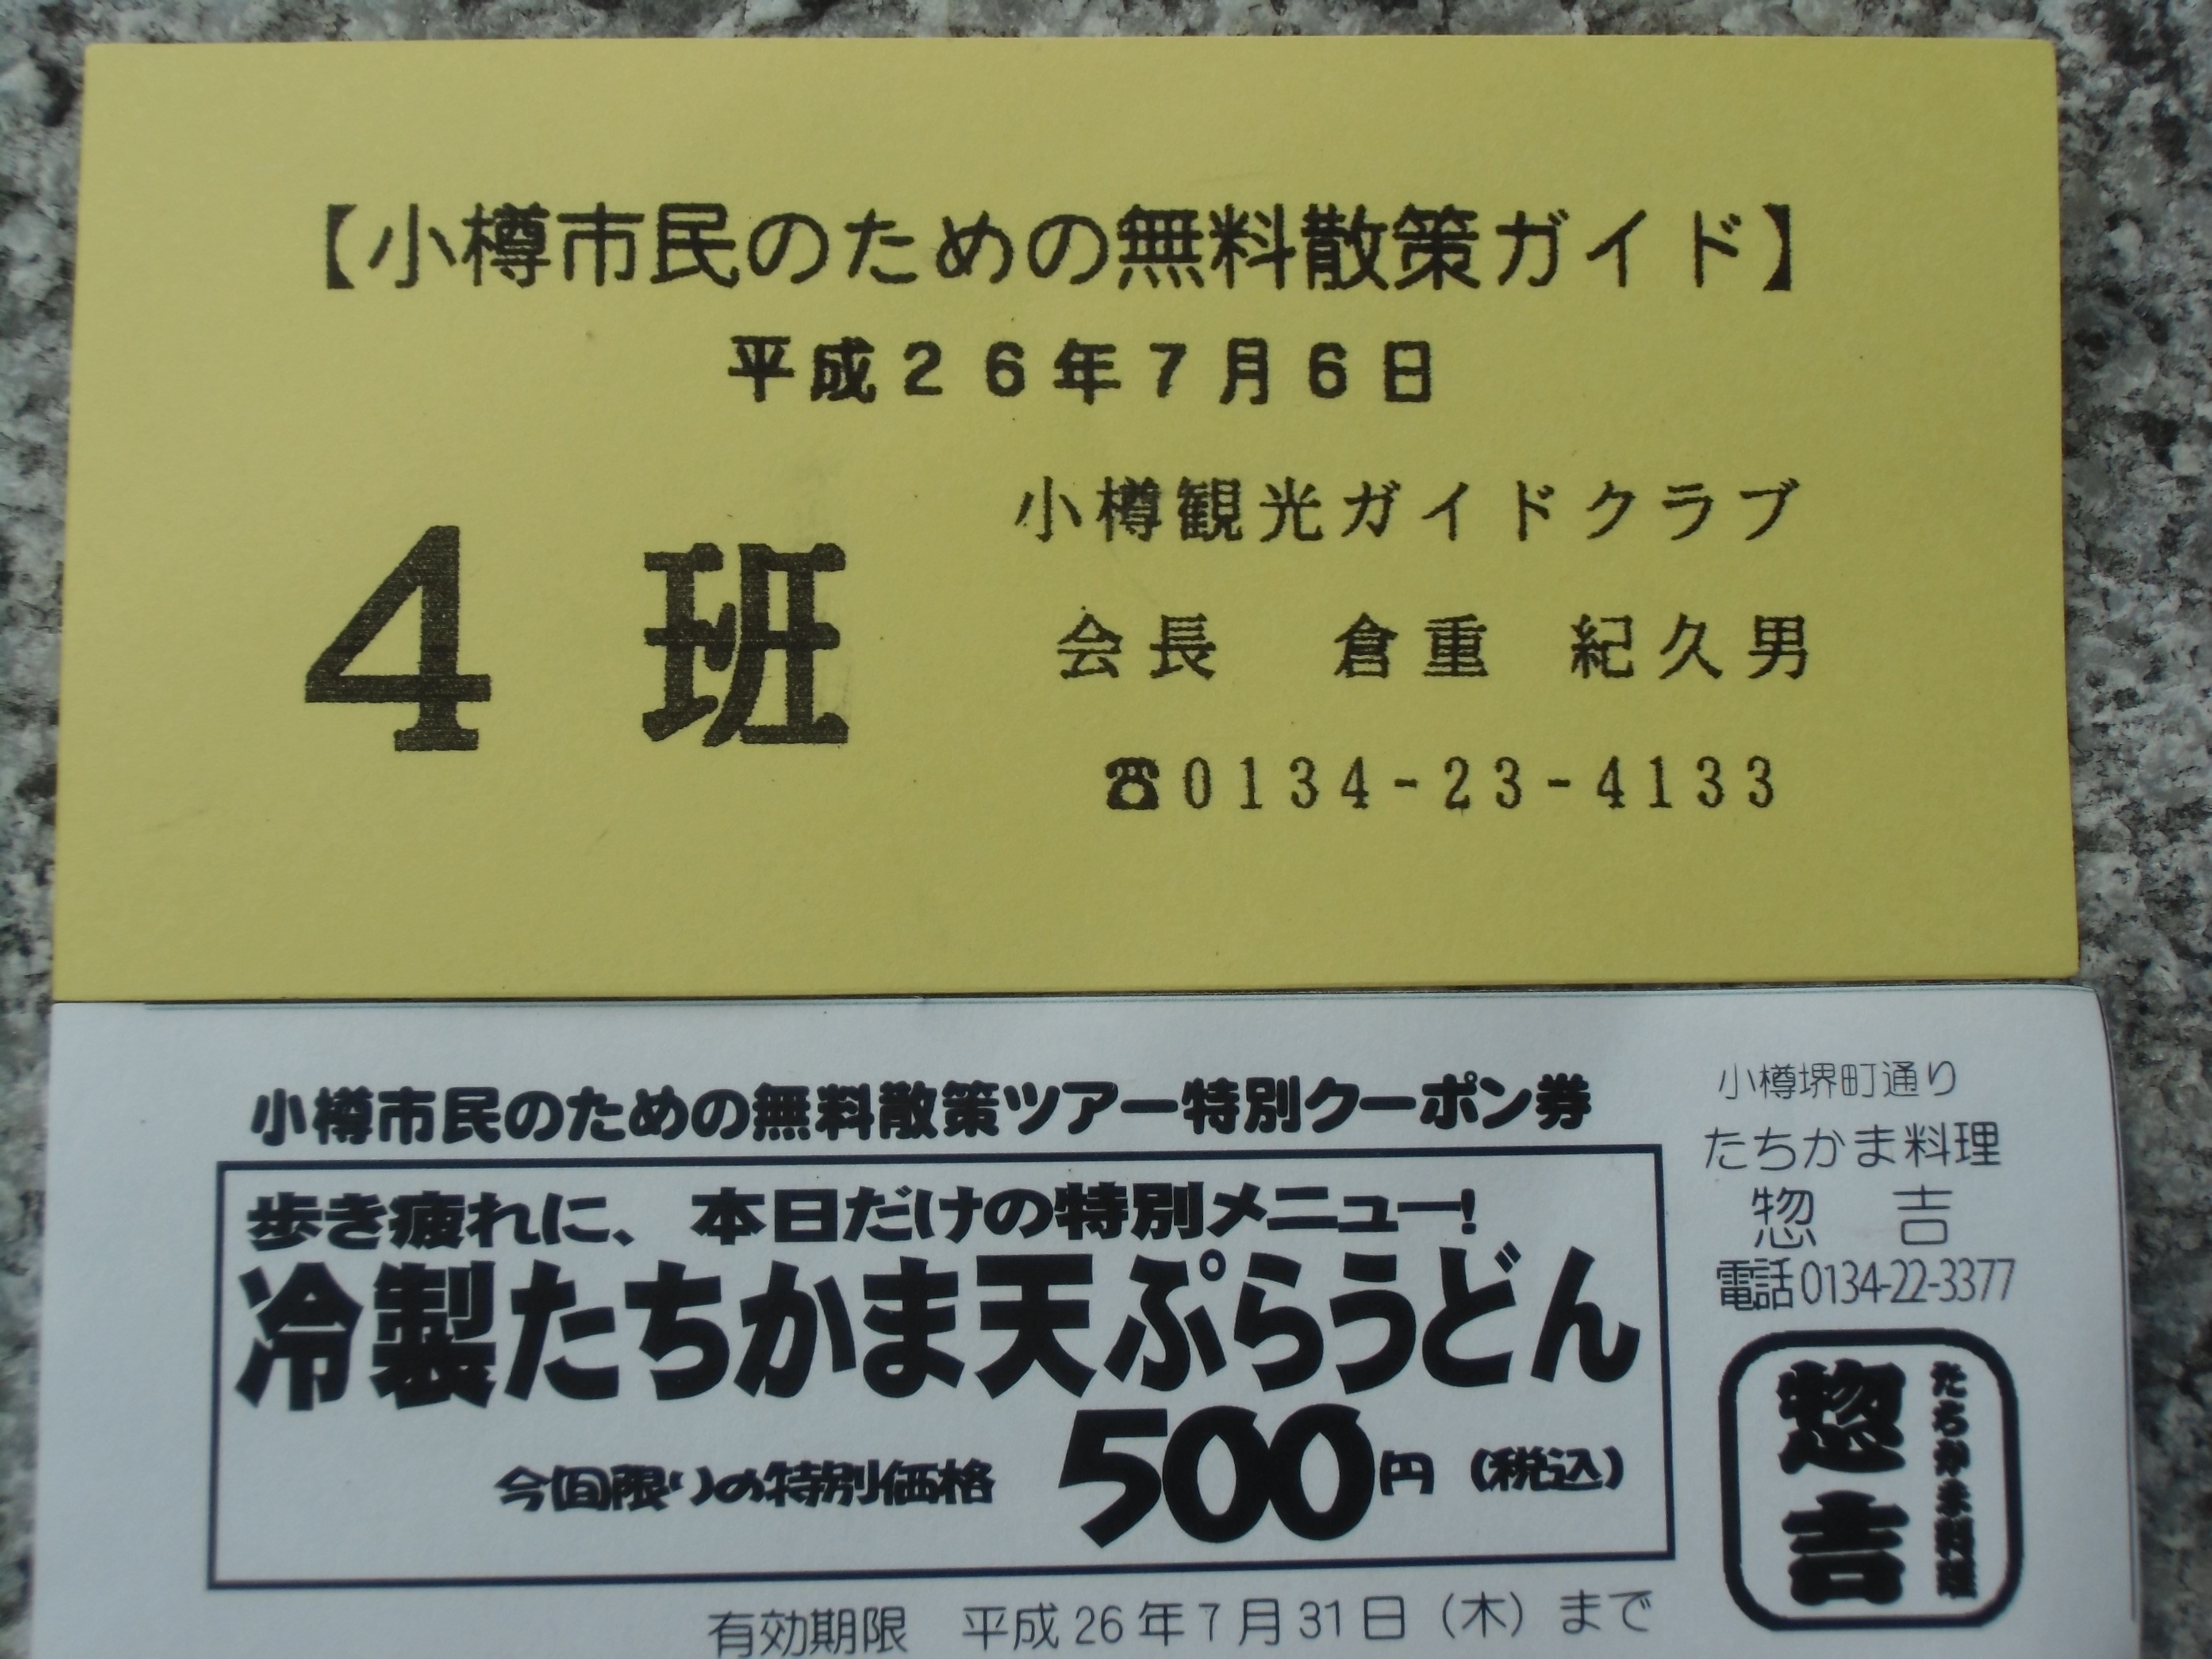 【小樽市民のための無料散策ガイド】
平成２６年７月６日
４班
小樽観光ガイドクラブ
会長　倉重　紀久男
☎0134-23-4133
小樽市民のための無料散策ツアー特別クーポン券
歩き疲れに、本日だけの特別メニュー!
冷製たちかま天ぷらうどん
今回限りの特別価格　500円（税込）
有効期限　平成26年7月31日（木）まで
小樽堺町通り
たちかま料理
惣　吉
電話0134-22-3377
たちかま料理
惣吉